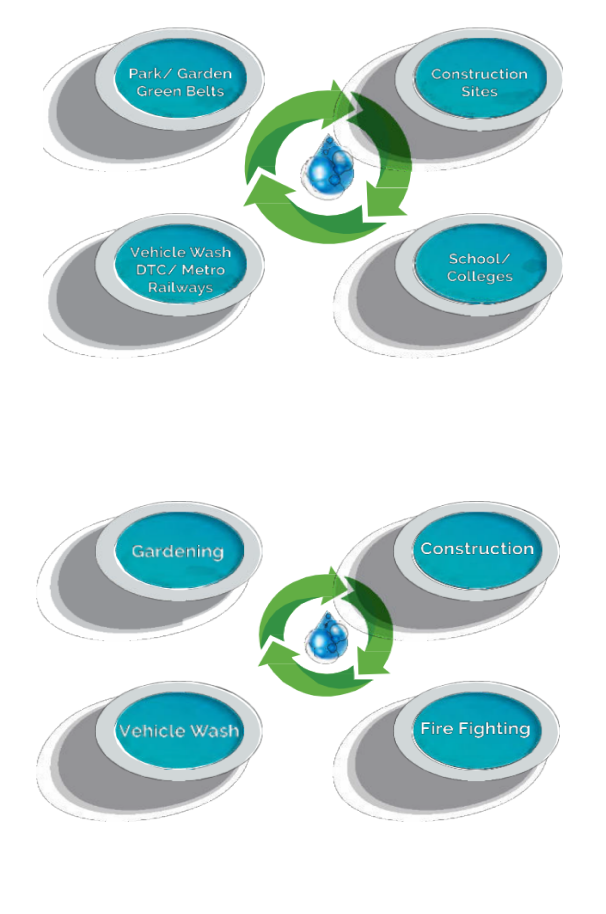 Park/ Garden
Green Belts
Construction
Sites
Vehicle Wash
DTC/ Metro
Railways
School/
Colleges
Gardening
Construction
Vehicle Wash
Fire Fighting